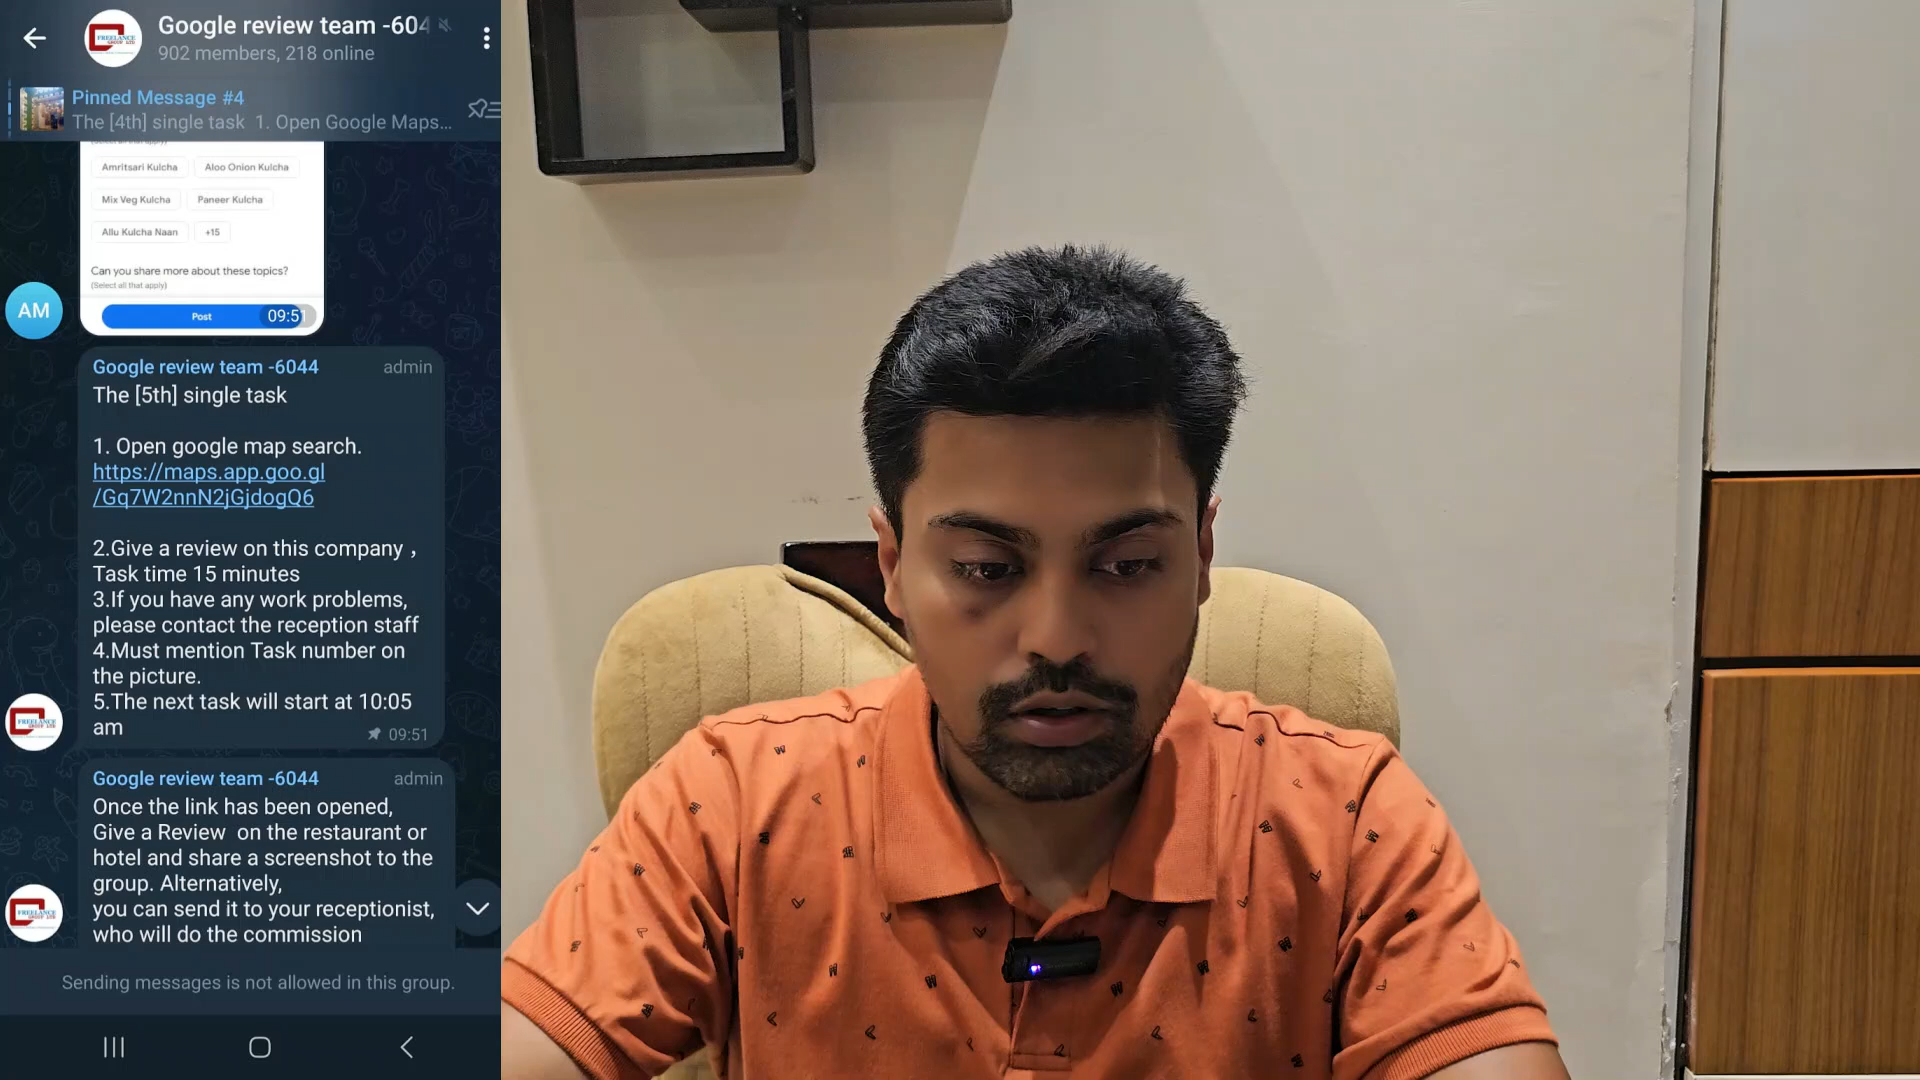 Google review team -604
902 members, 218 online
Pinned Message #4
The [4th] single task 1. Open Google Maps...
Amritsari Kulcha
Aloo Onion Kulcha
Mix Veg Kulcha
Paneer Kulcha
Allu Kulcha Naan
+15
Can you share more about these topics?
(Select all that apply)
Post
09:51
AM
Google review team -6044
admin
The [5th] single task
1. Open google map search.
https://maps.app.goo.gl
/Gq7W2nnN2jGjdogQ6
2.Give a review on this company ，
Task time 15 minutes
3.If you have any work problems,
please contact the reception staff
4.Must mention Task number on
the picture.
5.The next task will start at 10:05
am
09:51
FREELANCE
Google review team -6044
admin
Once the link has been opened,
Give a Review on the restaurant or
hotel and share a screenshot to the
group. Alternatively,
you can send it to your receptionist,
who will do the commission
FREELANCE
Sending messages is not allowed in this group.